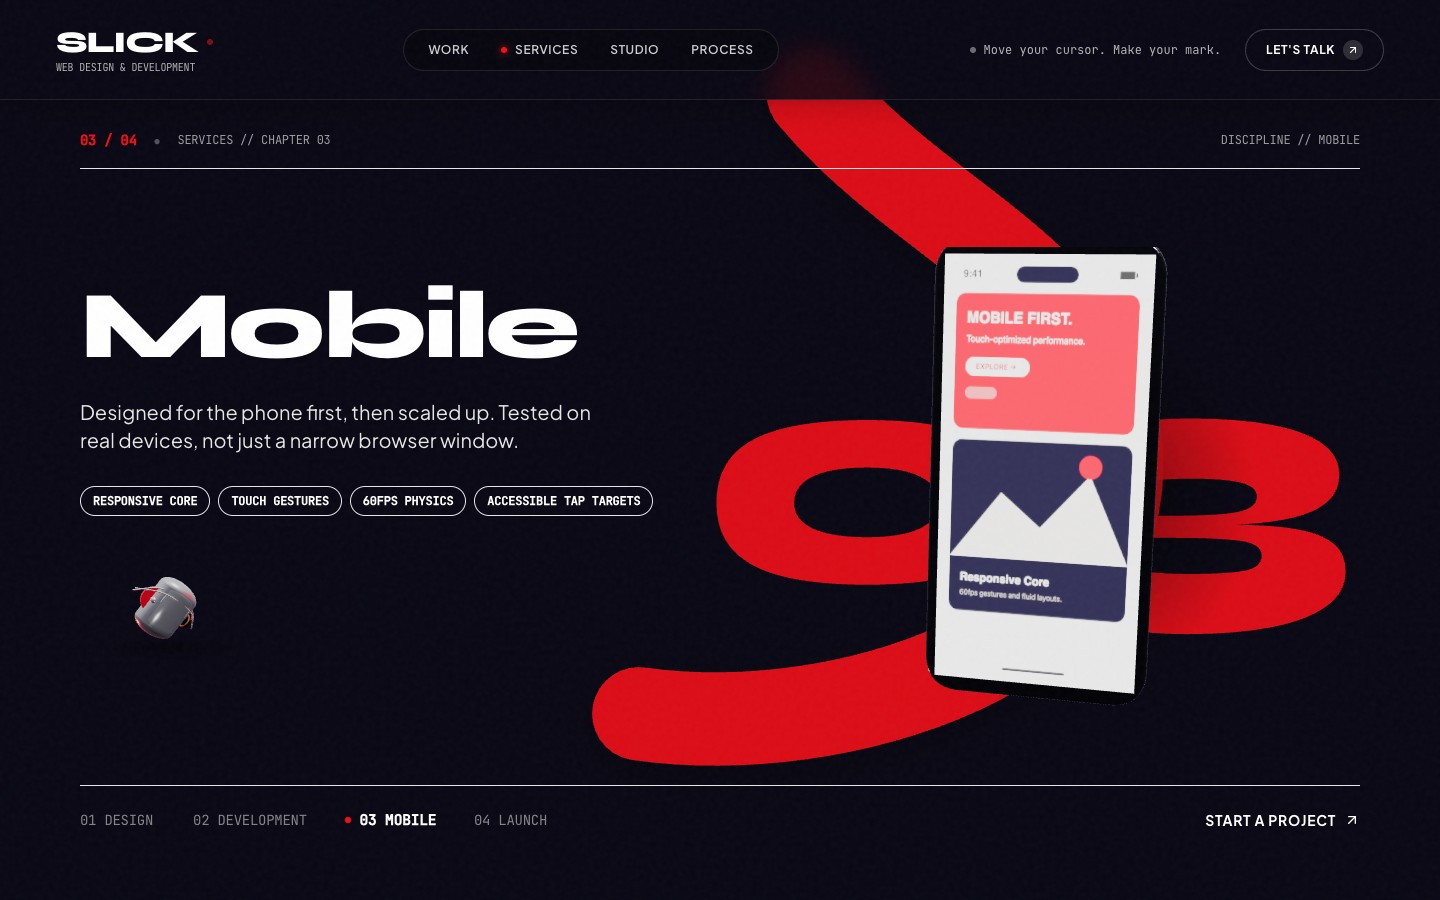 SLICK
WEB DESIGN & DEVELOPMENT
WORK
SERVICES
STUDIO
PROCESS
Move your cursor. Make your mark.
LET'S TALK
03 / 04
SERVICES // CHAPTER 03
DISCIPLINE // MOBILE
Mobile
Designed for the phone first, then scaled up. Tested on
real devices, not just a narrow browser window.
RESPONSIVE CORE
TOUCH GESTURES
60FPS PHYSICS
ACCESSIBLE TAP TARGETS
03
9:41
MOBILE FIRST.
Touch-optimized performance.
EXPLORE →
Responsive Core
60fps gestures and fluid layouts.
01 DESIGN
02 DEVELOPMENT
03 MOBILE
04 LAUNCH
START A PROJECT